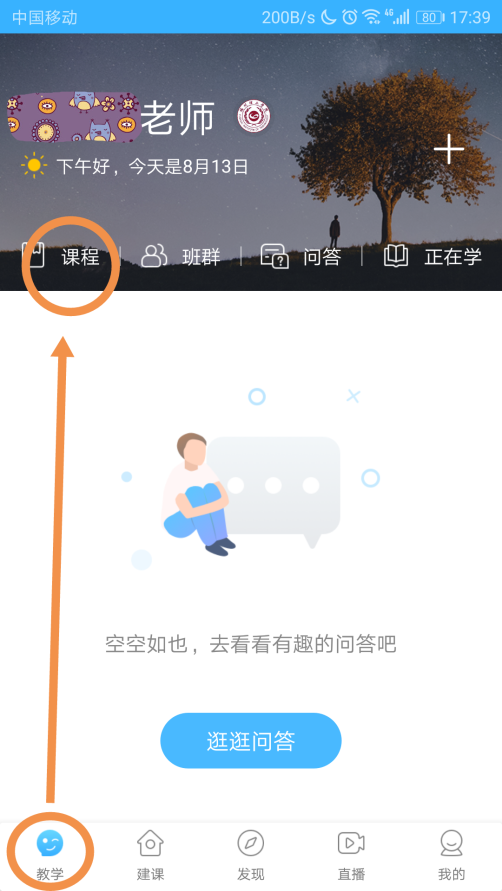 中国移动 200B/s 4G 80 17:39
老师
下午好，今天是8月13日
课程 班群 问答 正在学
空空如也，去看看有趣的问答吧
逛逛问答
教学 建课 发现 直播 我的